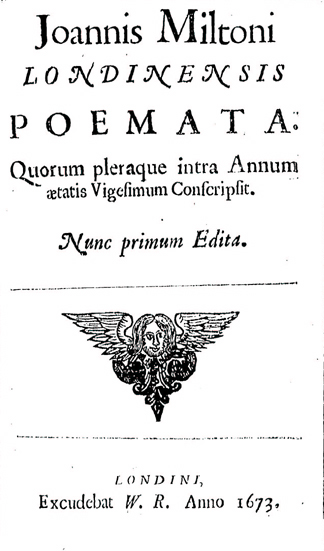 Joannis Miltoni
LONDINENSIS
POEMATA.
Quorum pleraque intra Annum
ætatis Vigeſimum Conſcripſit.
Nunc primum Edita.
LONDINI,
Excudebat W. R. Anno 1673.